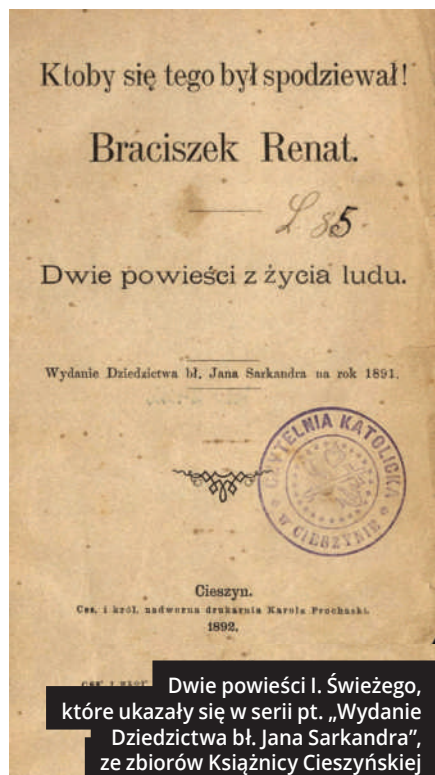 Ktoby się tego był spodziewał!
Braciszek Renat.
L 85.
Dwie powieści z życia ludu.
Wydanie Dziedzictwa bł. Jana Sarkandra na rok 1891.
CZYTELNIA KATOLICKA
W CIESZYNIE
Cieszyn.
Ces. i król. nadworna drukarnia Karola Prochaski.
1892.
Dwie powieści I. Świeżego,
które ukazały się w serii pt. „Wydanie
Dziedzictwa bł. Jana Sarkandra”,
ze zbiorów Książnicy Cieszyńskiej